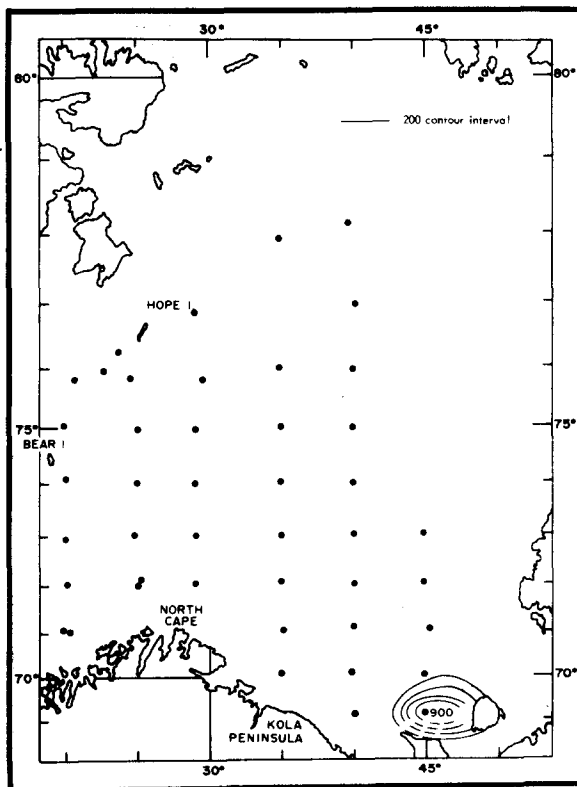 30° 45°
80° 80°
200 contour interval
HOPE I
75° 75°
BEAR I
NORTH
CAPE
70° 70°
900
KOLA
PENINSULA
30° 45°